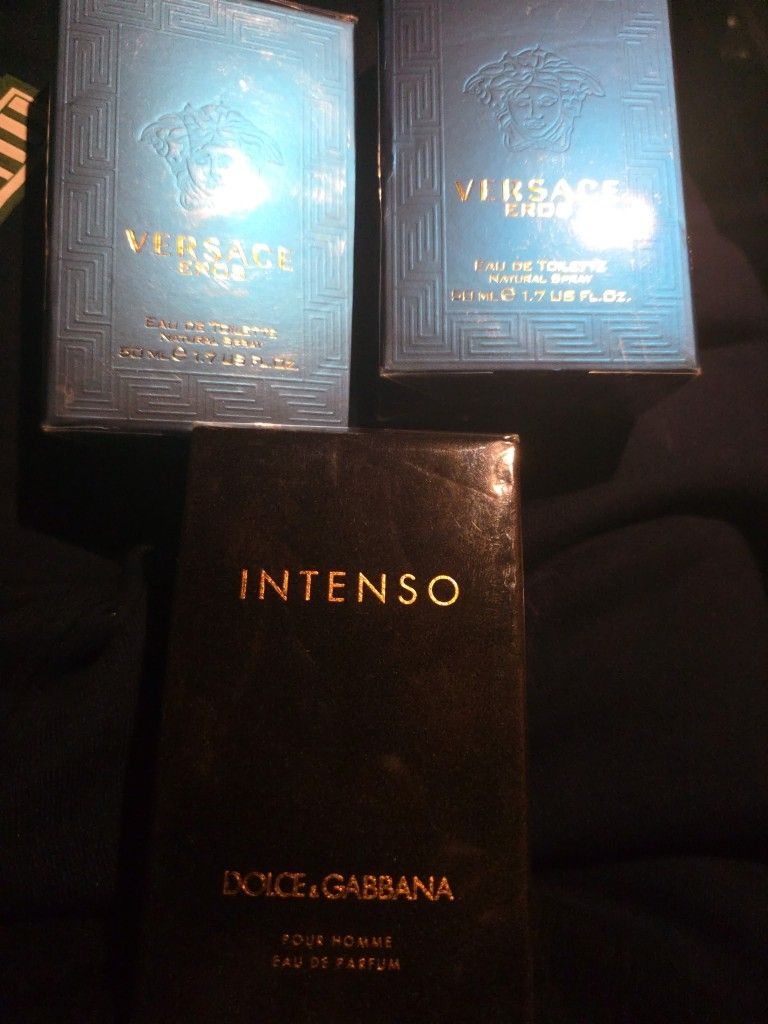 VERSACE
EROS
EAU DE TOILETTE
NATURAL SPRAY
50 ML e 1.7 US FL.OZ.
VERSACE
EROS
EAU DE TOILETTE
NATURAL SPRAY
50 ML e 1.7 US FL.OZ.
INTENSO
DOLCE & GABBANA
POUR HOMME
EAU DE PARFUM